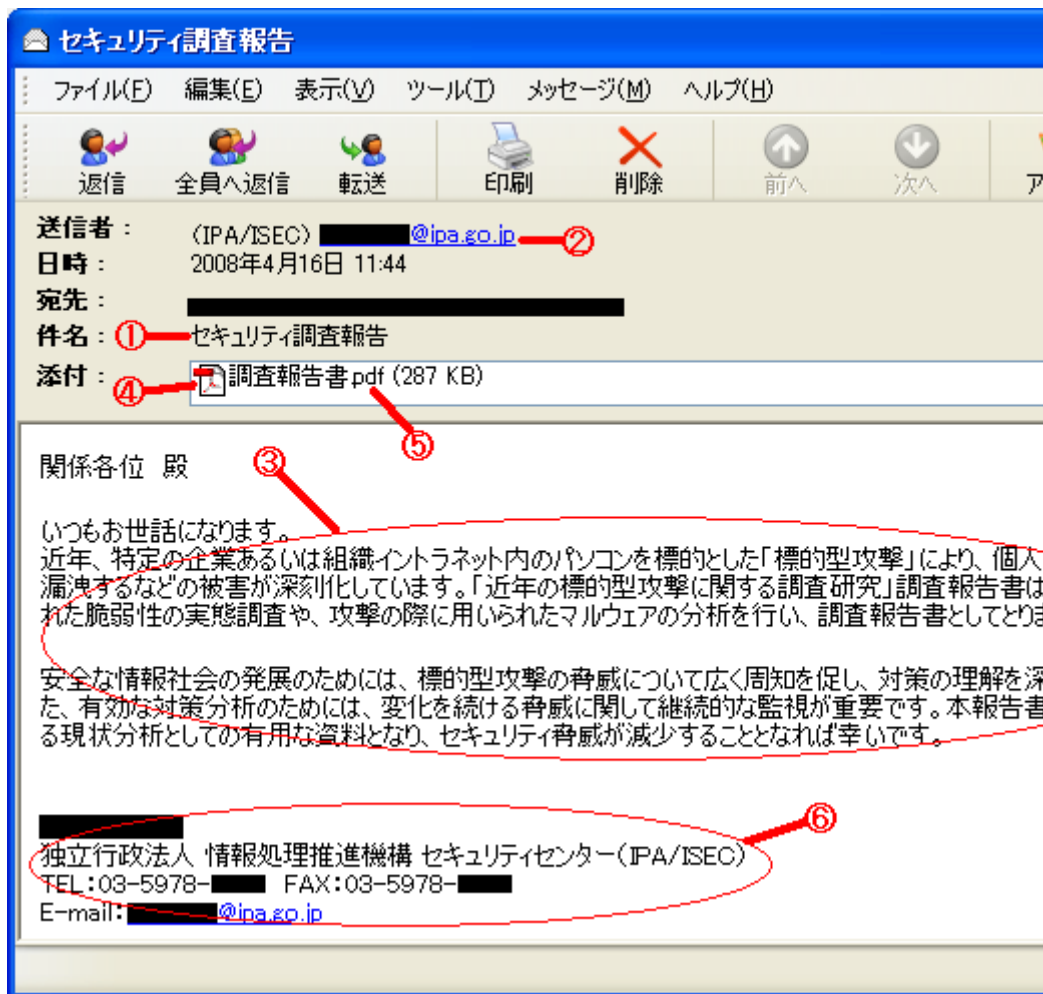 セキュリティ調査報告
ファイル(F) 編集(E) 表示(V) ツール(T) メッセージ(M) ヘルプ(H)
返信 全員へ返信 転送 印刷 削除 前へ 次へ ア
送信者: (IPA/ISEC) @ipa.go.jp ②
日時: 2008年4月16日 11:44
宛先:
件名: ① セキュリティ調査報告
添付: ④ 調査報告書.pdf (287 KB)
⑤
関係各位 殿 ③
いつもお世話になります。
近年、特定の企業あるいは組織イントラネット内のパソコンを標的とした「標的型攻撃」により、個人
漏洩するなどの被害が深刻化しています。「近年の標的型攻撃に関する調査研究」調査報告書は
れた脆弱性の実態調査や、攻撃の際に用いられたマルウェアの分析を行い、調査報告書としてとりま
安全な情報社会の発展のためには、標的型攻撃の脅威について広く周知を促し、対策の理解を深
た、有効な対策分析のためには、変化を続ける脅威に関して継続的な監視が重要です。本報告書
る現状分析としての有用な資料となり、セキュリティ脅威が減少することとなれば幸いです。
⑥
独立行政法人 情報処理推進機構 セキュリティセンター(IPA/ISEC)
TEL:03-5978- FAX:03-5978-
E-mail: @ipa.go.jp